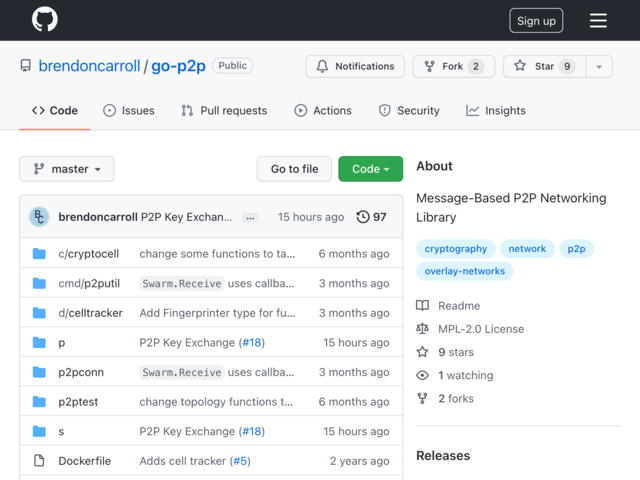 Sign up
brendoncarroll / go-p2p Public
Notifications Fork 2 Star 9
Code Issues Pull requests Actions Security Insights
master Go to file Code
brendoncarroll P2P Key Exchan... ... 15 hours ago 97
c/cryptocell change some functions to ta... 6 months ago
cmd/p2putil Swarm.Receive uses callba... 3 months ago
d/celltracker Add Fingerprinter type for fu... 3 months ago
p P2P Key Exchange (#18) 15 hours ago
p2pconn Swarm.Receive uses callba... 3 months ago
p2ptest change topology functions t... 6 months ago
s P2P Key Exchange (#18) 15 hours ago
Dockerfile Adds cell tracker (#5) 2 years ago
About
Message-Based P2P Networking
Library
cryptography network p2p
overlay-networks
Readme
MPL-2.0 License
9 stars
1 watching
2 forks
Releases